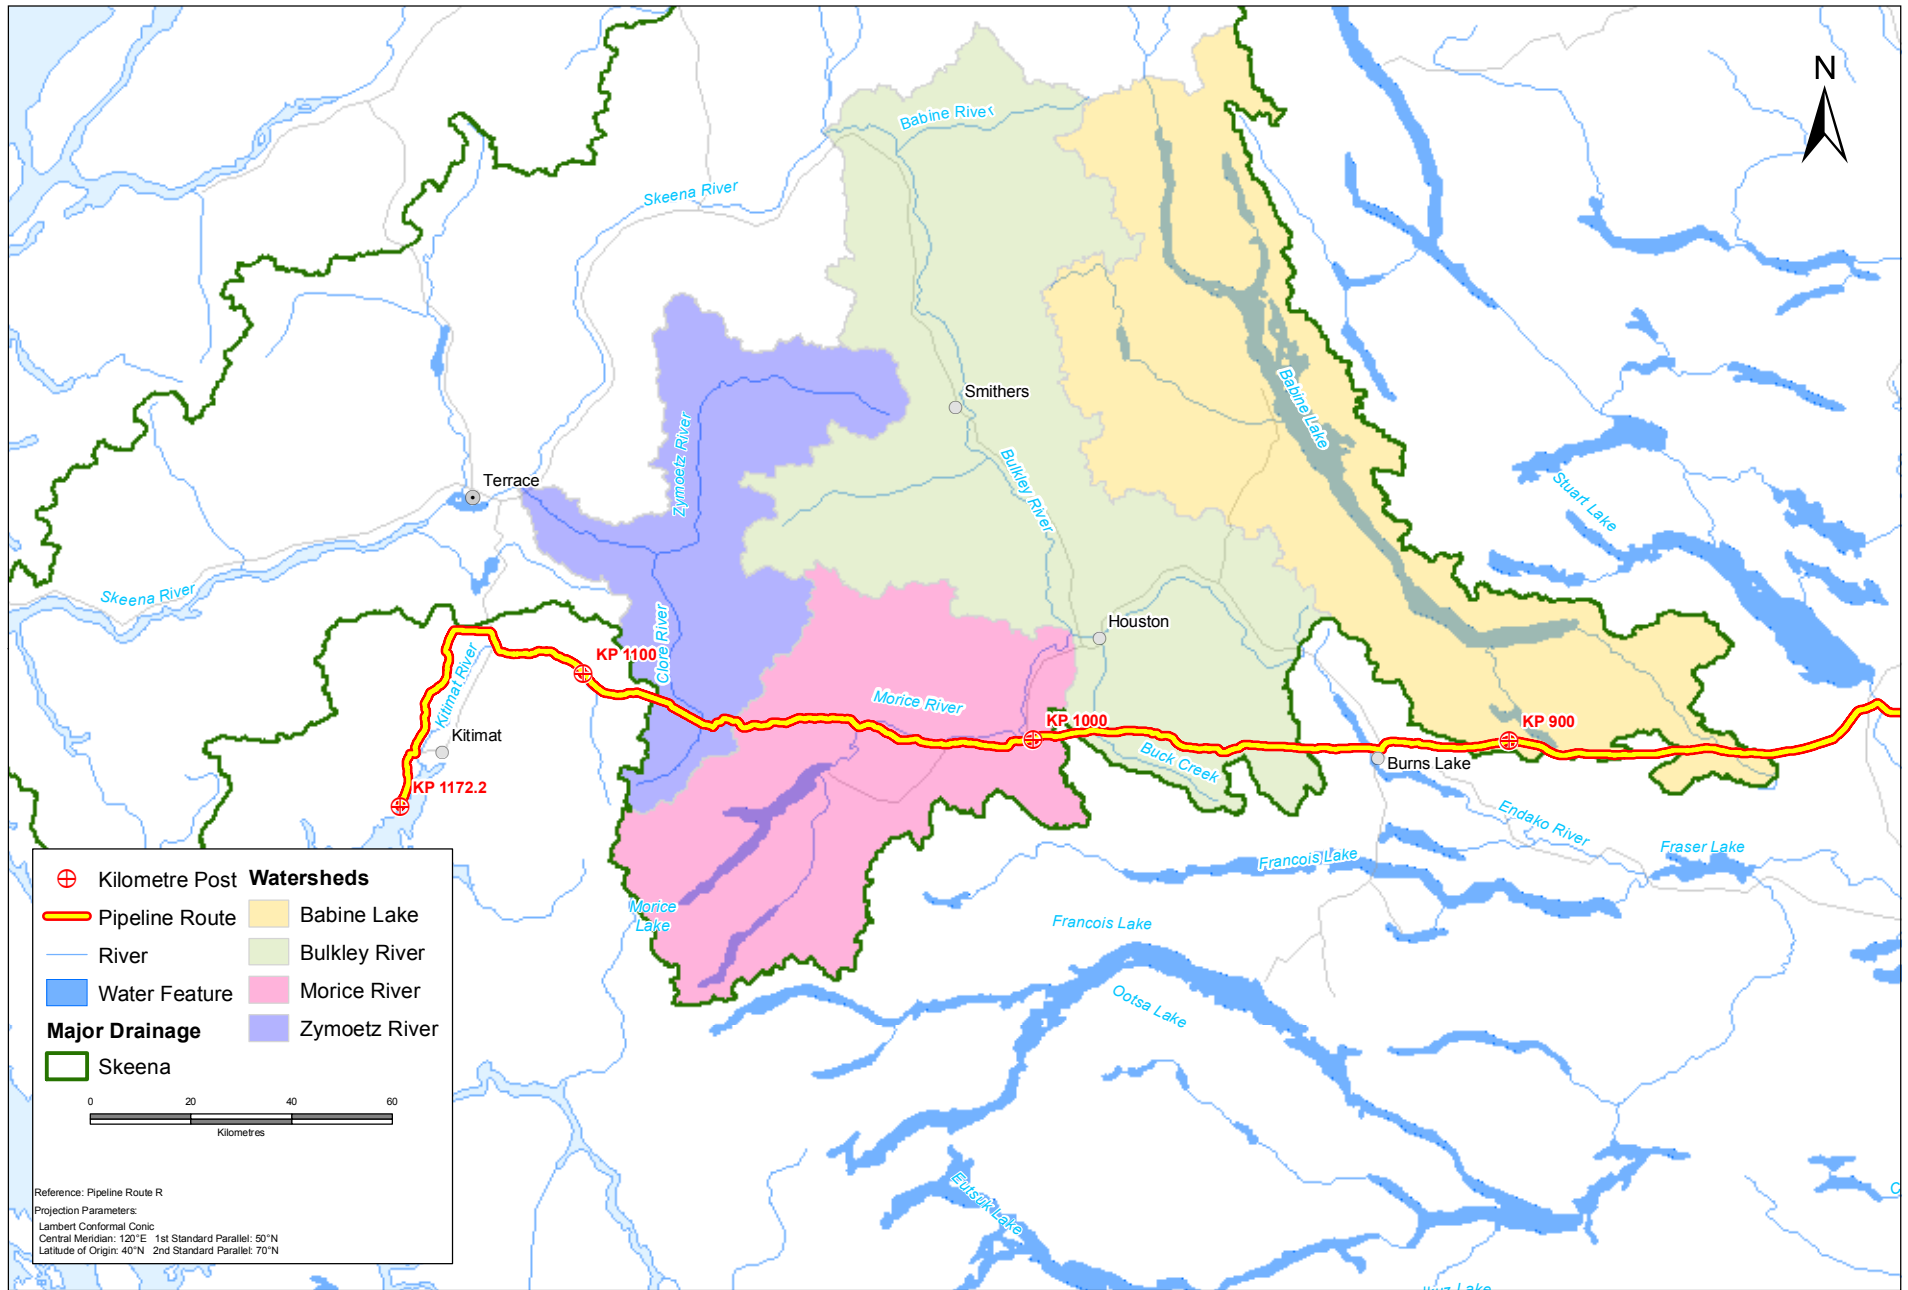 N
Babine River
Skeena River
Smithers
Babine Lake
Zymoetz River
Bulkley River
Terrace
Stuart Lake
Skeena River
Clore River
Houston
KP 1100
Kitimat River
Morice River
KP 1000
KP 900
Kitimat
Buck Creek
Burns Lake
KP 1172.2
Endako River
Fraser Lake
Francois Lake
Morice
Lake
Francois Lake
Ootsa Lake
Eutsuk Lake
Kilometre Post
Pipeline Route
River
Water Feature
Major Drainage
Skeena
Watersheds
Babine Lake
Bulkley River
Morice River
Zymoetz River
0 20 40 60
Kilometres
Reference: Pipeline Route R
Projection Parameters:
Lambert Conformal Conic
Central Meridian: 120°E 1st Standard Parallel: 50°N
Latitude of Origin: 40°N 2nd Standard Parallel: 70°N